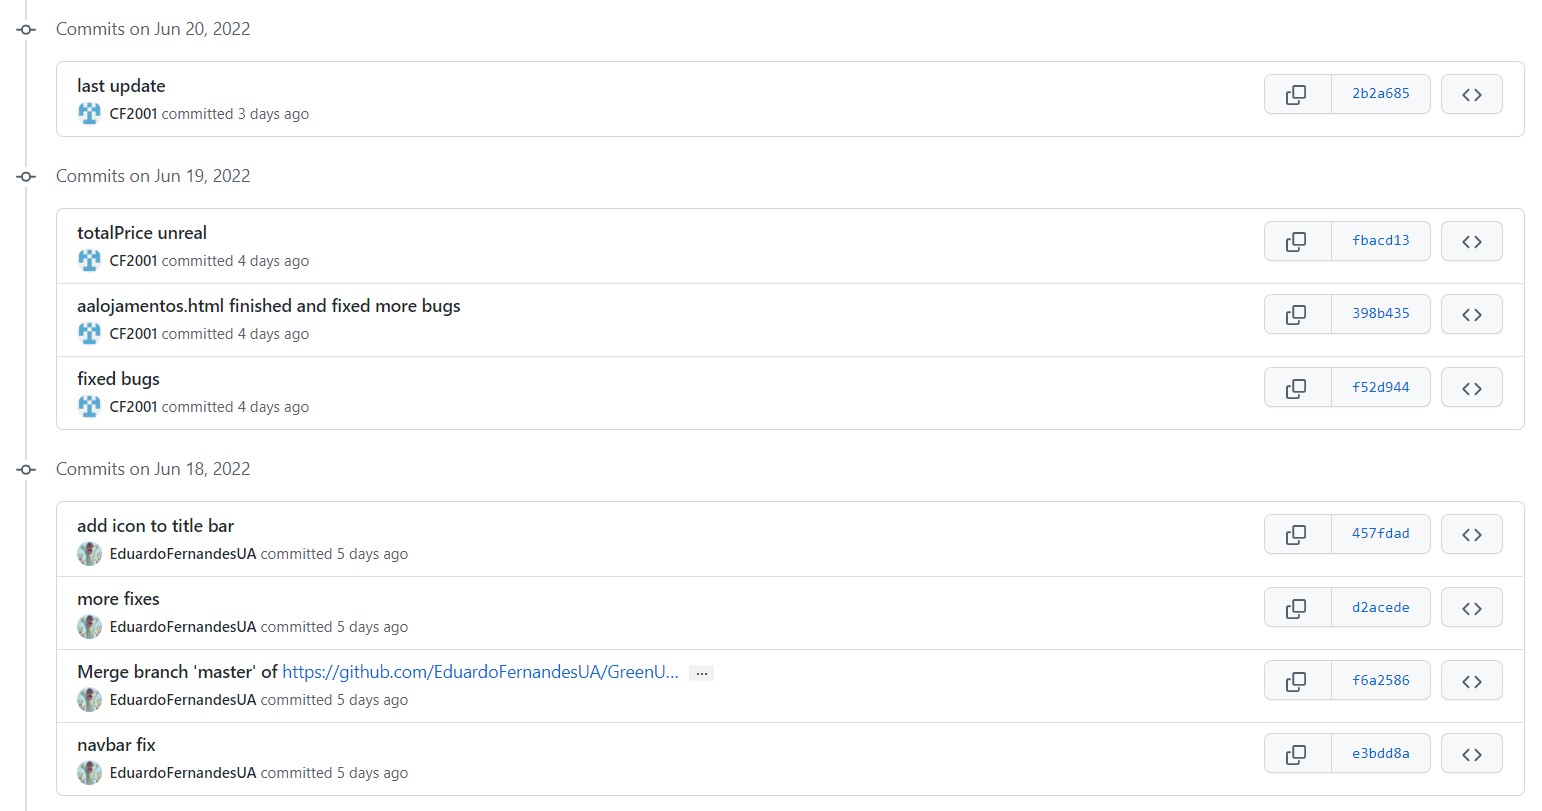 Commits on Jun 20, 2022
last update
2b2a685
CF2001 committed 3 days ago
Commits on Jun 19, 2022
totalPrice unreal
fbacd13
CF2001 committed 4 days ago
aalojamentos.html finished and fixed more bugs
398b435
CF2001 committed 4 days ago
fixed bugs
f52d944
CF2001 committed 4 days ago
Commits on Jun 18, 2022
add icon to title bar
457fdad
EduardoFernandesUA committed 5 days ago
more fixes
d2acede
EduardoFernandesUA committed 5 days ago
Merge branch 'master' of https://github.com/EduardoFernandesUA/GreenU... ...
f6a2586
EduardoFernandesUA committed 5 days ago
navbar fix
e3bdd8a
EduardoFernandesUA committed 5 days ago